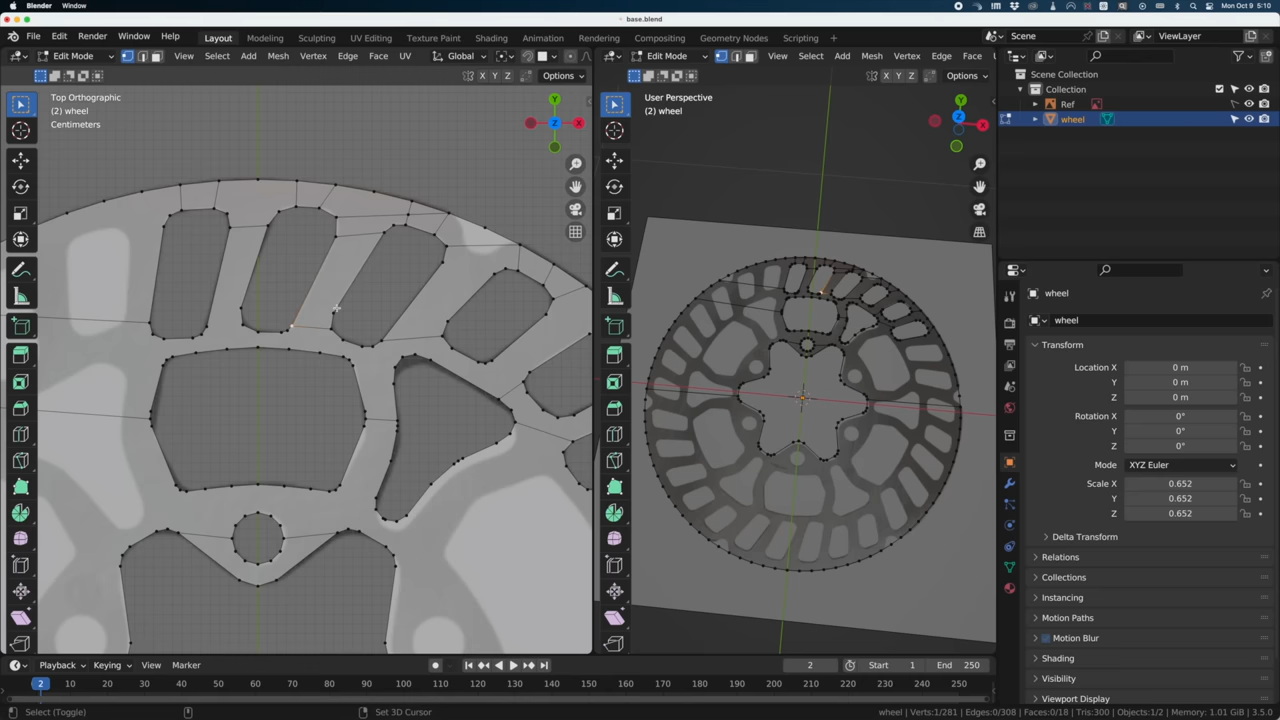 Blender Window Mon Oct 9 5:10
base.blend
File Edit Render Window Help Layout Modeling Sculpting UV Editing Texture Paint Shading Animation Rendering Compositing Geometry Nodes Scripting + Scene ViewLayer
Edit Mode View Select Add Mesh Vertex Edge Face UV Global Edit Mode View Select Add Mesh Vertex Edge Face
X Y Z Options X Y Z Options
Scene Collection
Collection
Ref
wheel
Top Orthographic
(2) wheel
Centimeters
User Perspective
(2) wheel
Y
Z
X
Y
Z
X
wheel
wheel
Transform
Location X 0 m
Y 0 m
Z 0 m
Rotation X 0°
Y 0°
Z 0°
Mode XYZ Euler
Scale X 0.652
Y 0.652
Z 0.652
Delta Transform
Relations
Collections
Instancing
Motion Paths
Motion Blur
Shading
Visibility
Viewport Display
Playback Keying View Marker 2 Start 1 End 250
2 10 20 30 40 50 60 70 80 90 100 110 120 130 140 150 160 170 180 190 200 210 220 230 240 250
Select (Toggle) Set 3D Cursor wheel | Verts:1/281 | Edges:0/308 | Faces:0/18 | Tris:300 | Objects:1/2 | Memory: 1.01 GiB | 3.5.0